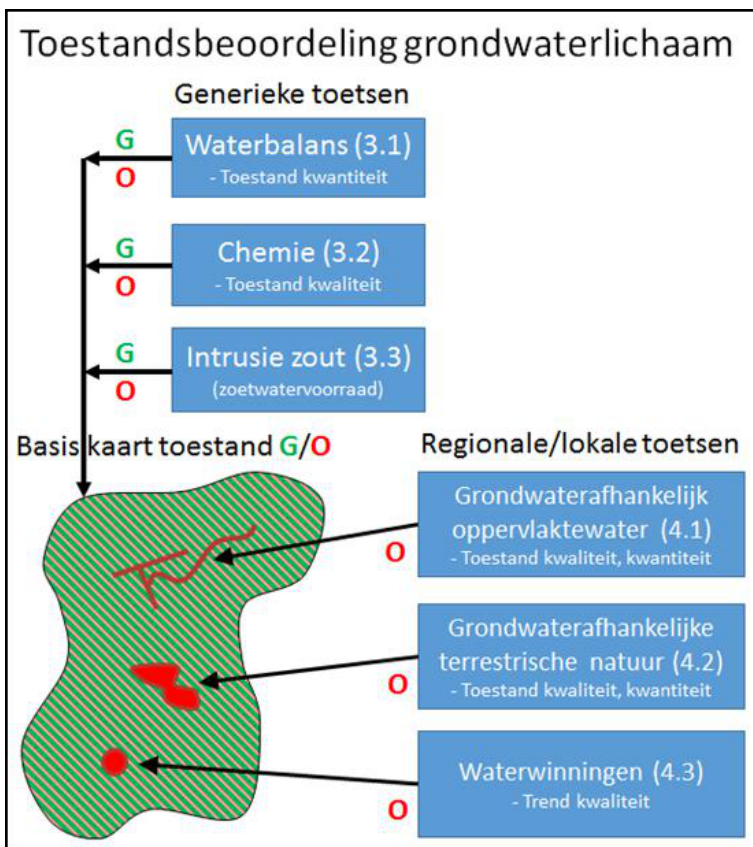 Toestandsbeoordeling grondwaterlichaam
Generieke toetsen
G
O
Waterbalans (3.1)
- Toestand kwantiteit
G
O
Chemie (3.2)
- Toestand kwaliteit
G
O
Intrusie zout (3.3)
(zoetwatervoorraad)
Basis kaart toestand G/O
Regionale/lokale toetsen
Grondwaterafhankelijk
oppervlaktewater (4.1)
- Toestand kwaliteit, kwantiteit
O
Grondwaterafhankelijke
terrestrische natuur (4.2)
- Toestand kwaliteit, kwantiteit
O
Waterwinningen (4.3)
- Trend kwaliteit
O